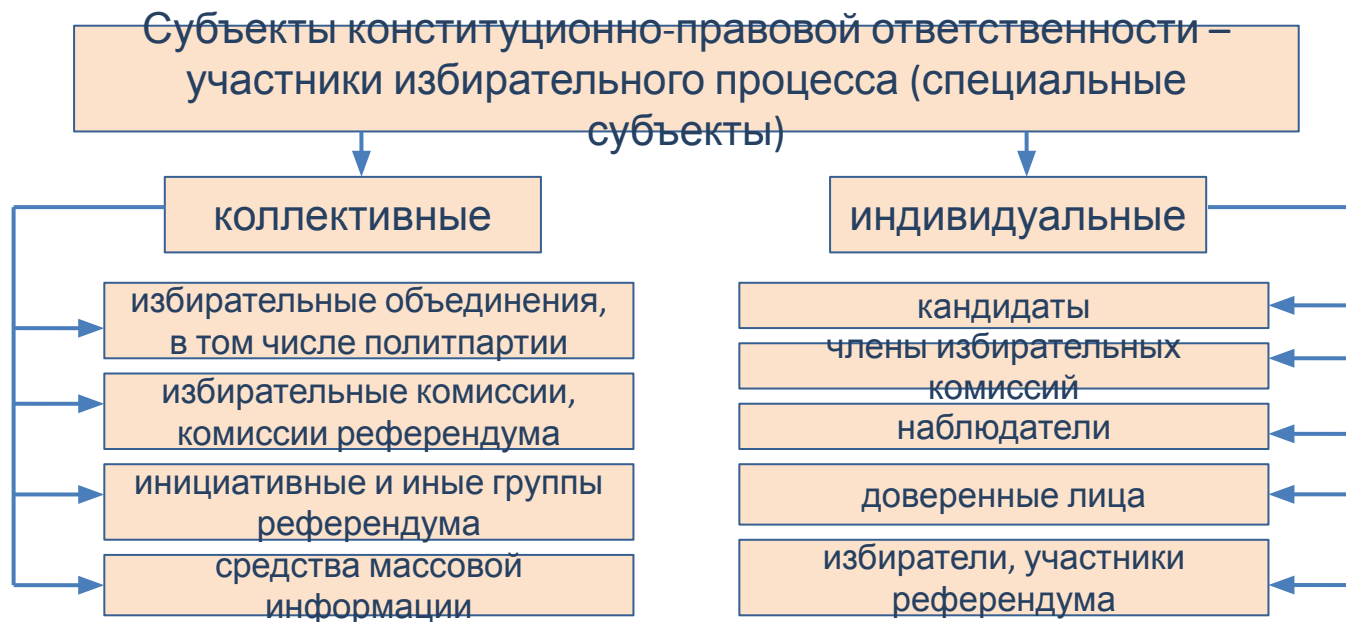 Субъекты конституционно-правовой ответственности –
участники избирательного процесса (специальные
субъекты)
коллективные
индивидуальные
избирательные объединения,
в том числе политпартии
избирательные комиссии,
комиссии референдума
инициативные и иные группы
референдума
средства массовой
информации
кандидаты
члены избирательных
комиссий
наблюдатели
доверенные лица
избиратели, участники
референдума